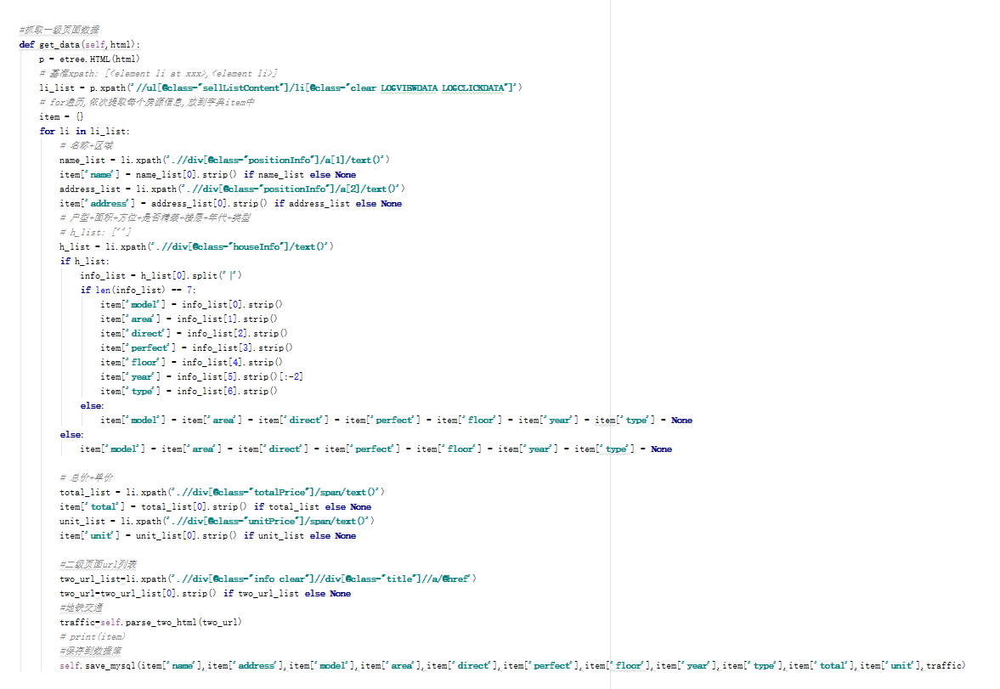 #抓取一级页面数据
def get_data(self,html):
    p = etree.HTML(html)
    # 基准xpath: [<element li at xxx>,<element li>]
    li_list = p.xpath('//ul[@class="sellListContent"]/li[@class="clear LOGVIEWDATA LOGCLICKDATA"]')
    # for遍历,依次提取每个房源信息,放到字典item中
    item = {}
    for li in li_list:
        # 名称+区域
        name_list = li.xpath('.//div[@class="positionInfo"]/a[1]/text()')
        item['name'] = name_list[0].strip() if name_list else None
        address_list = li.xpath('.//div[@class="positionInfo"]/a[2]/text()')
        item['address'] = address_list[0].strip() if address_list else None
        # 户型+面积+方位+是否精装+楼层+年代+类型
        # h_list: ['']
        h_list = li.xpath('.//div[@class="houseInfo"]/text()')
        if h_list:
            info_list = h_list[0].split('|')
            if len(info_list) == 7:
                item['model'] = info_list[0].strip()
                item['area'] = info_list[1].strip()
                item['direct'] = info_list[2].strip()
                item['perfect'] = info_list[3].strip()
                item['floor'] = info_list[4].strip()
                item['year'] = info_list[5].strip()[:-2]
                item['type'] = info_list[6].strip()
            else:
                item['model'] = item['area'] = item['direct'] = item['perfect'] = item['floor'] = item['year'] = item['type'] = None
        else:
            item['model'] = item['area'] = item['direct'] = item['perfect'] = item['floor'] = item['year'] = item['type'] = None

        # 总价+单价
        total_list = li.xpath('.//div[@class="totalPrice"]/span/text()')
        item['total'] = total_list[0].strip() if total_list else None
        unit_list = li.xpath('.//div[@class="unitPrice"]/span/text()')
        item['unit'] = unit_list[0].strip() if unit_list else None

        #二级页面url列表
        two_url_list=li.xpath('.//div[@class="info clear"]//div[@class="title"]//a/@href')
        two_url=two_url_list[0].strip() if two_url_list else None
        #地铁交通
        traffic=self.parse_two_html(two_url)
        # print(item)
        #保存到数据库
        self.save_mysql(item['name'],item['address'],item['model'],item['area'],item['direct'],item['perfect'],item['floor'],item['year'],item['type'],item['total'],item['unit'],traffic)